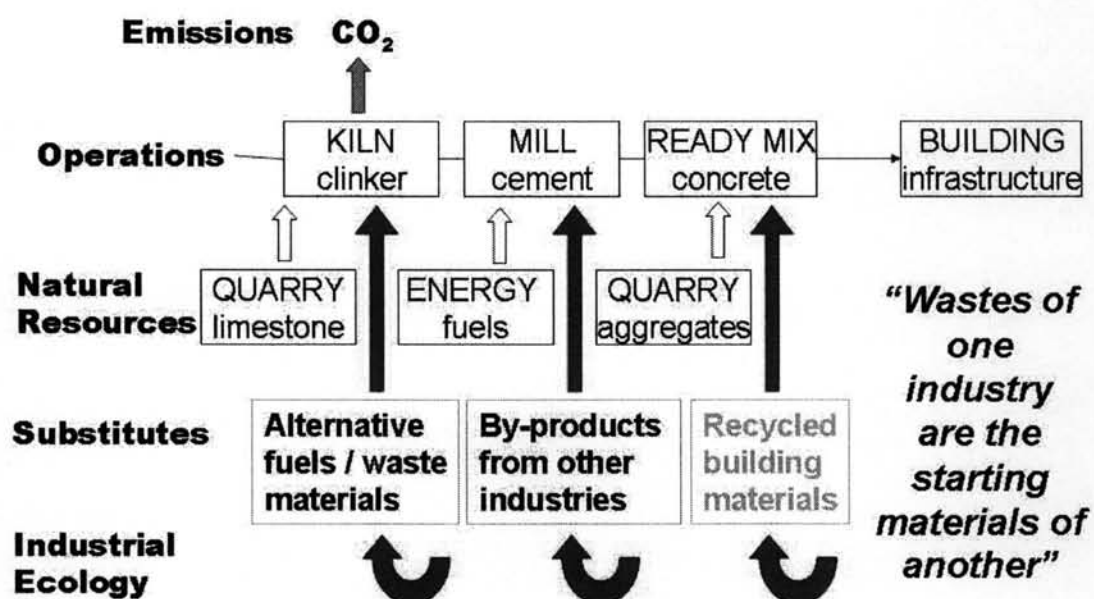 Emissions CO₂
Operations
KILN
clinker
MILL
cement
READY MIX
concrete
BUILDING
infrastructure
Natural
Resources
QUARRY
limestone
ENERGY
fuels
QUARRY
aggregates
Substitutes
Alternative
fuels / waste
materials
By-products
from other
industries
Recycled
building
materials
Industrial
Ecology
“Wastes of
one
industry
are the
starting
materials of
another”